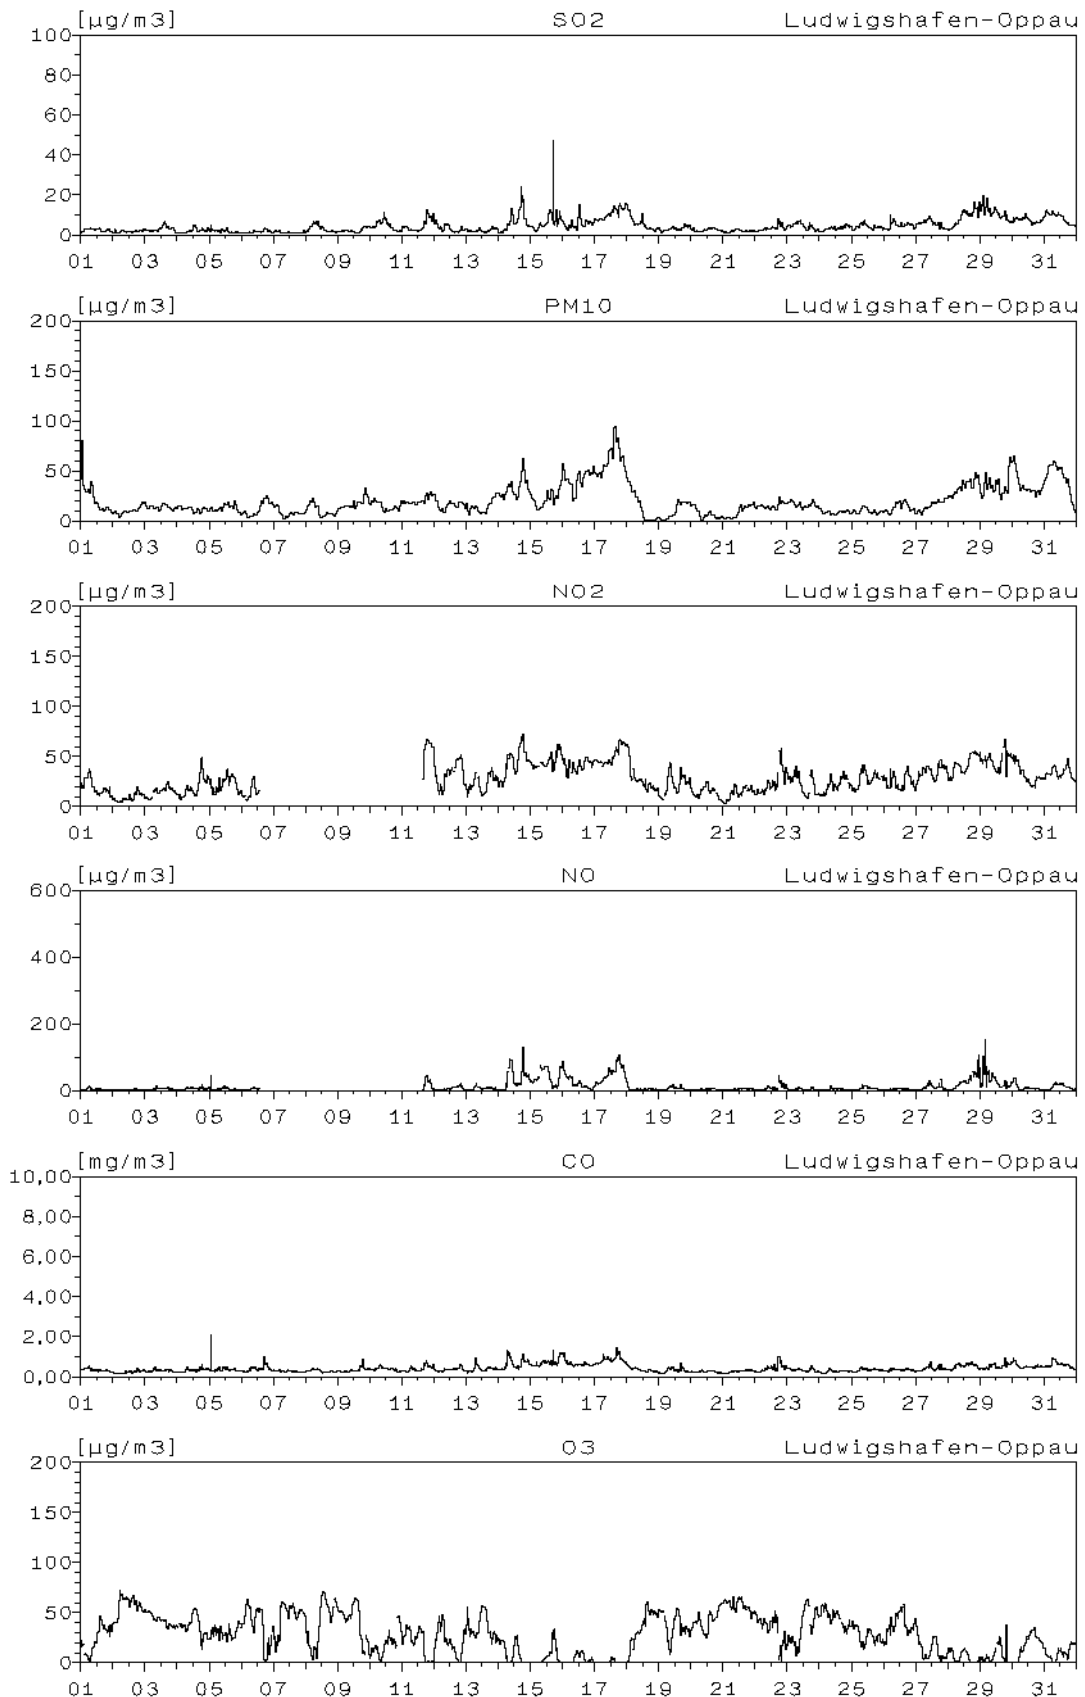 [µg/m3] SO2 Ludwigshafen-Oppau
100
80
60
40
20
0
01 03 05 07 09 11 13 15 17 19 21 23 25 27 29 31
[µg/m3] PM10 Ludwigshafen-Oppau
200
150
100
50
0
01 03 05 07 09 11 13 15 17 19 21 23 25 27 29 31
[µg/m3] NO2 Ludwigshafen-Oppau
200
150
100
50
0
01 03 05 07 09 11 13 15 17 19 21 23 25 27 29 31
[µg/m3] NO Ludwigshafen-Oppau
600
400
200
0
01 03 05 07 09 11 13 15 17 19 21 23 25 27 29 31
[mg/m3] CO Ludwigshafen-Oppau
10,00
8,00
6,00
4,00
2,00
0,00
01 03 05 07 09 11 13 15 17 19 21 23 25 27 29 31
[µg/m3] O3 Ludwigshafen-Oppau
200
150
100
50
0
01 03 05 07 09 11 13 15 17 19 21 23 25 27 29 31